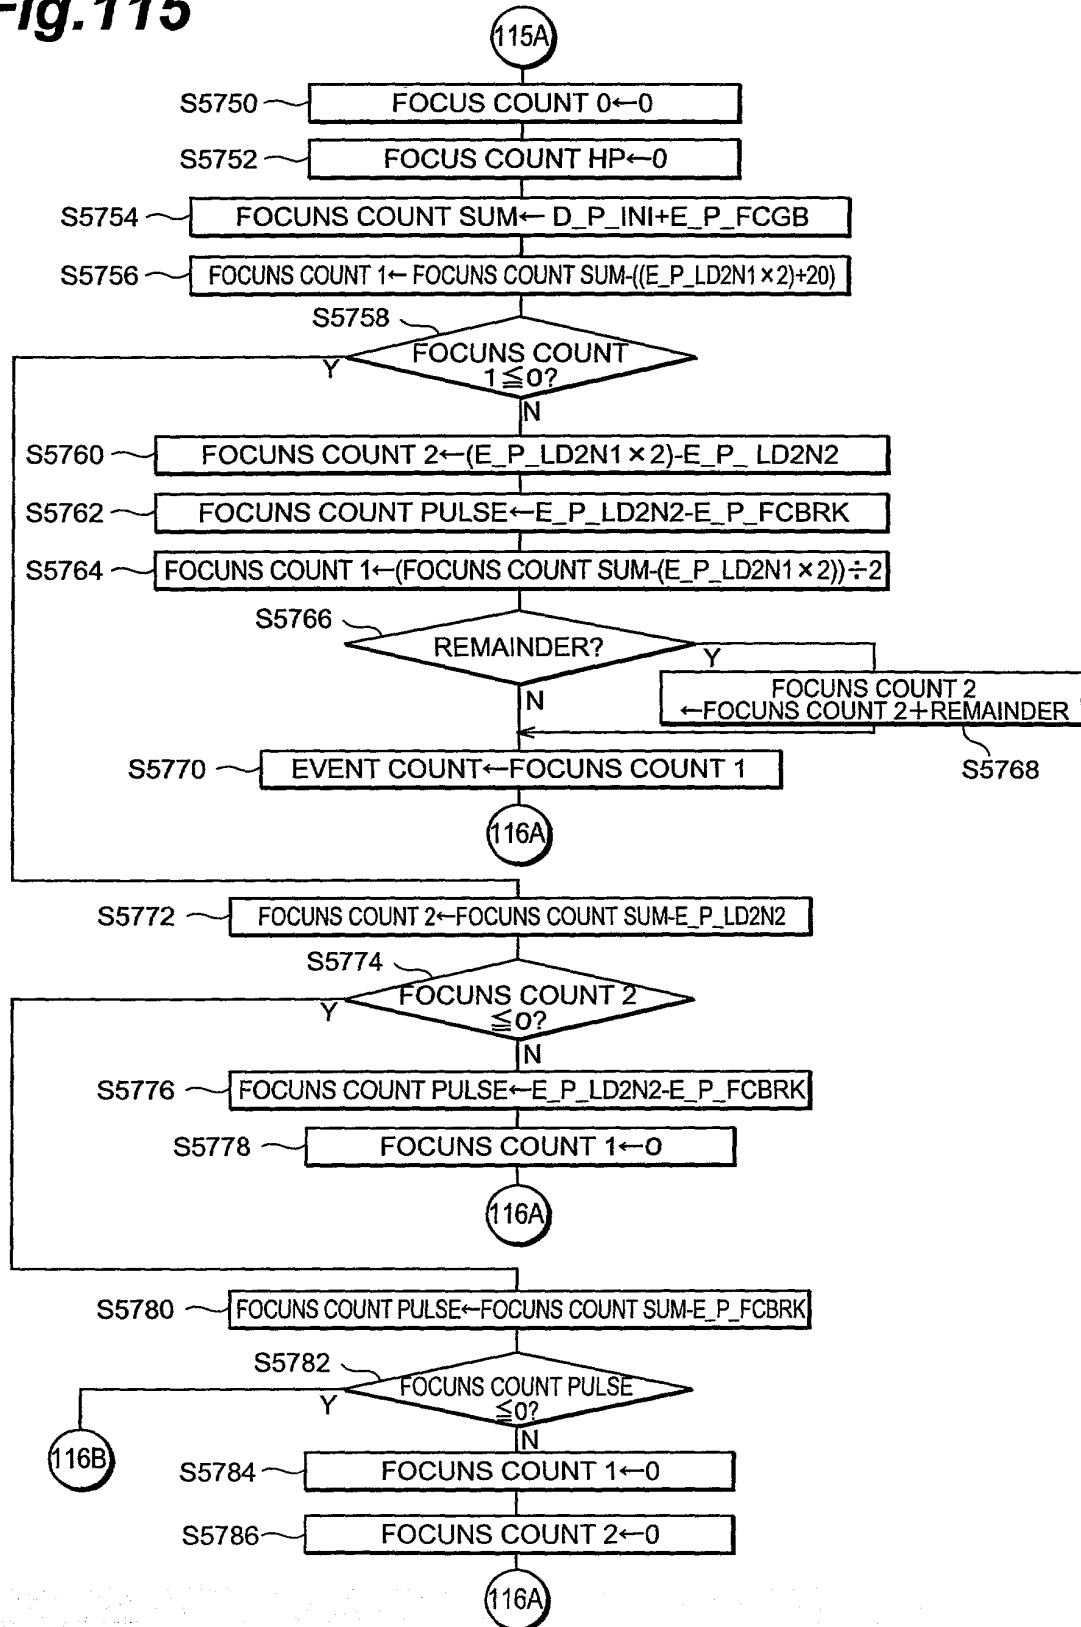 Fig.115
115A
S5750
FOCUS COUNT 0←0
S5752
FOCUS COUNT HP←0
S5754
FOCUNS COUNT SUM← D_P_INI+E_P_FCGB
S5756
FOCUNS COUNT 1← FOCUNS COUNT SUM-((E_P_LD2N1×2)+20)
S5758
FOCUNS COUNT
1≦0?
Y
N
S5760
FOCUNS COUNT 2←(E_P_LD2N1×2)-E_P_ LD2N2
S5762
FOCUNS COUNT PULSE←E_P_LD2N2-E_P_FCBRK
S5764
FOCUNS COUNT 1←(FOCUNS COUNT SUM-(E_P_LD2N1×2))÷2
S5766
REMAINDER?
Y
N
FOCUNS COUNT 2
←FOCUNS COUNT 2+REMAINDER
S5768
S5770
EVENT COUNT←FOCUNS COUNT 1
116A
S5772
FOCUNS COUNT 2←FOCUNS COUNT SUM-E_P_LD2N2
S5774
FOCUNS COUNT 2
≦0?
Y
N
S5776
FOCUNS COUNT PULSE←E_P_LD2N2-E_P_FCBRK
S5778
FOCUNS COUNT 1←0
116A
S5780
FOCUNS COUNT PULSE←FOCUNS COUNT SUM-E_P_FCBRK
S5782
FOCUNS COUNT PULSE
≦0?
Y
N
116B
S5784
FOCUNS COUNT 1←0
S5786
FOCUNS COUNT 2←0
116A